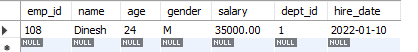 emp_id name age gender salary dept_id hire_date
108 Dinesh 24 M 35000.00 1 2022-01-10
NULL NULL NULL NULL NULL NULL NULL